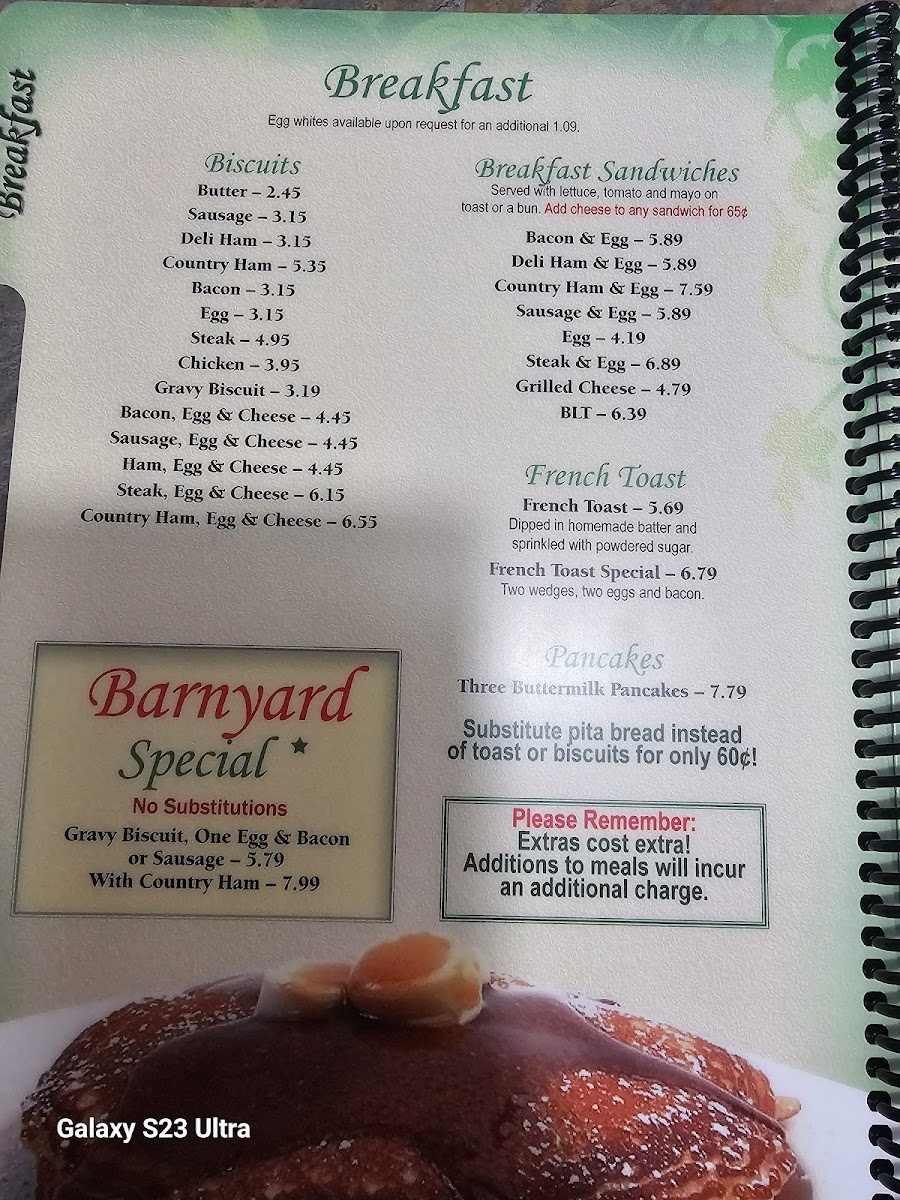 Breakfast
Breakfast
Egg whites available upon request for an additional 1.09.
Biscuits
Butter – 2.45
Sausage – 3.15
Deli Ham – 3.15
Country Ham – 5.35
Bacon – 3.15
Egg – 3.15
Steak – 4.95
Chicken – 3.95
Gravy Biscuit – 3.19
Bacon, Egg & Cheese – 4.45
Sausage, Egg & Cheese – 4.45
Ham, Egg & Cheese – 4.45
Steak, Egg & Cheese – 6.15
Country Ham, Egg & Cheese – 6.55
Barnyard
Special ★
No Substitutions
Gravy Biscuit, One Egg & Bacon
or Sausage – 5.79
With Country Ham – 7.99
Breakfast Sandwiches
Served with lettuce, tomato and mayo on
toast or a bun. Add cheese to any sandwich for 65¢
Bacon & Egg – 5.89
Deli Ham & Egg – 5.89
Country Ham & Egg – 7.59
Sausage & Egg – 5.89
Egg – 4.19
Steak & Egg – 6.89
Grilled Cheese – 4.79
BLT – 6.39
French Toast
French Toast – 5.69
Dipped in homemade batter and
sprinkled with powdered sugar.
French Toast Special – 6.79
Two wedges, two eggs and bacon.
Pancakes
Three Buttermilk Pancakes – 7.79
Substitute pita bread instead
of toast or biscuits for only 60¢!
Please Remember:
Extras cost extra!
Additions to meals will incur
an additional charge.
Galaxy S23 Ultra